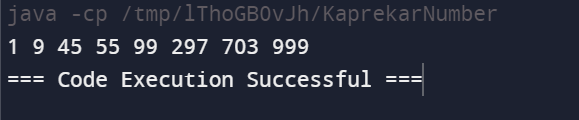 java -cp /tmp/lThoGBOvJh/KaprekarNumber
1 9 45 55 99 297 703 999
=== Code Execution Successful ===